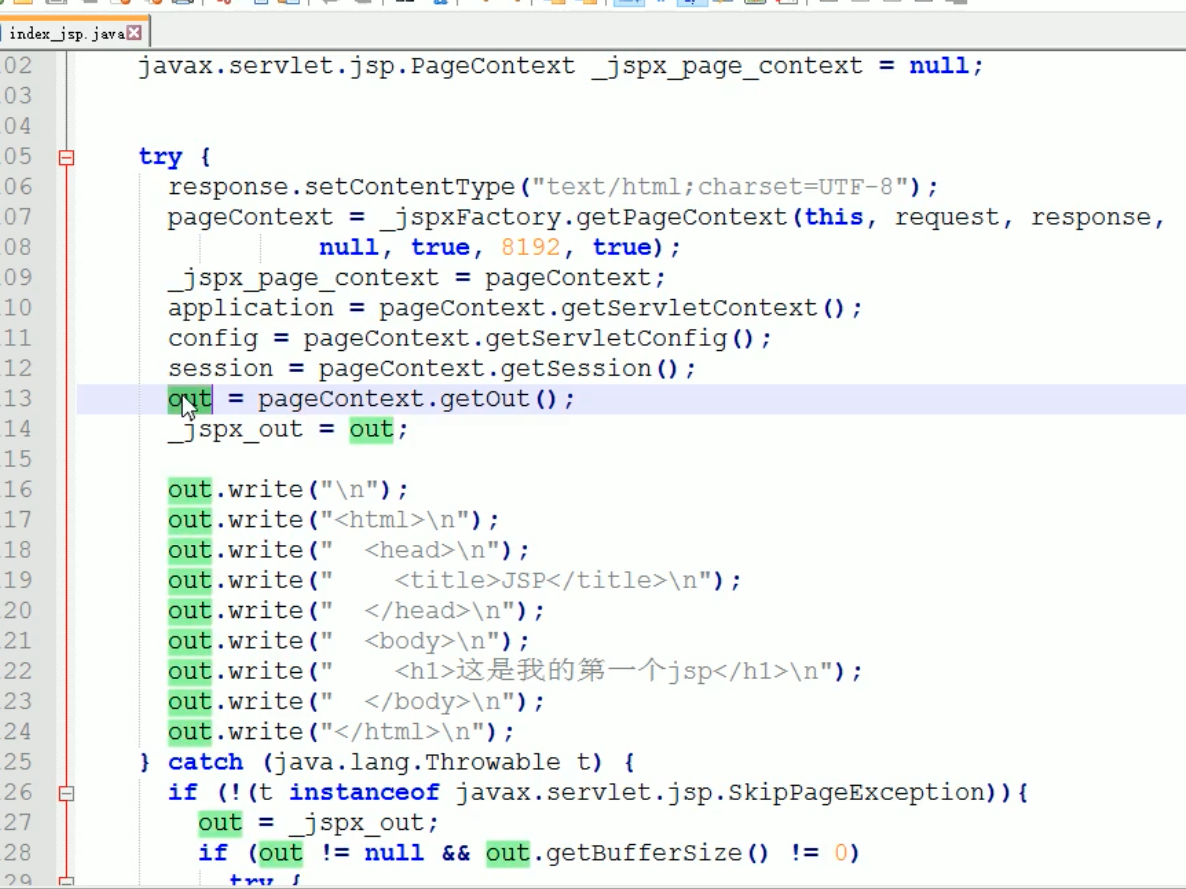 index_jsp.java
02 javax.servlet.jsp.PageContext _jspx_page_context = null;
03
04
05 try {
06 response.setContentType("text/html;charset=UTF-8");
07 pageContext = _jspxFactory.getPageContext(this, request, response,
08 null, true, 8192, true);
09 _jspx_page_context = pageContext;
10 application = pageContext.getServletContext();
11 config = pageContext.getServletConfig();
12 session = pageContext.getSession();
13 out = pageContext.getOut();
14 _jspx_out = out;
15
16 out.write("\n");
17 out.write("<html>\n");
18 out.write("  <head>\n");
19 out.write("    <title>JSP</title>\n");
20 out.write("  </head>\n");
21 out.write("  <body>\n");
22 out.write("    <h1>这是我的第一个jsp</h1>\n");
23 out.write("  </body>\n");
24 out.write("</html>\n");
25 } catch (java.lang.Throwable t) {
26 if (!(t instanceof javax.servlet.jsp.SkipPageException)){
27 out = _jspx_out;
28 if (out != null && out.getBufferSize() != 0)
29 try {